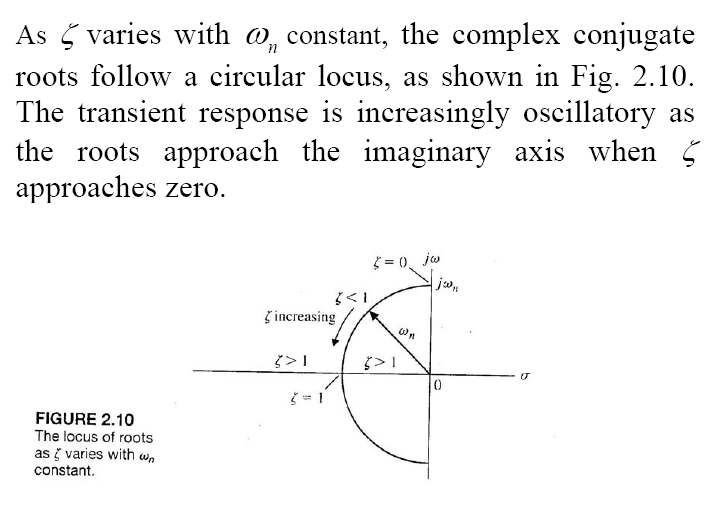 As ζ varies with ωn constant, the complex conjugate
roots follow a circular locus, as shown in Fig. 2.10.
The transient response is increasingly oscillatory as
the roots approach the imaginary axis when ζ
approaches zero.
ζ = 0 jω
jωn
ζ < 1
ζ increasing
ωn
ζ > 1 ζ > 1
σ
0
ζ = 1
FIGURE 2.10
The locus of roots
as ζ varies with ωn
constant.